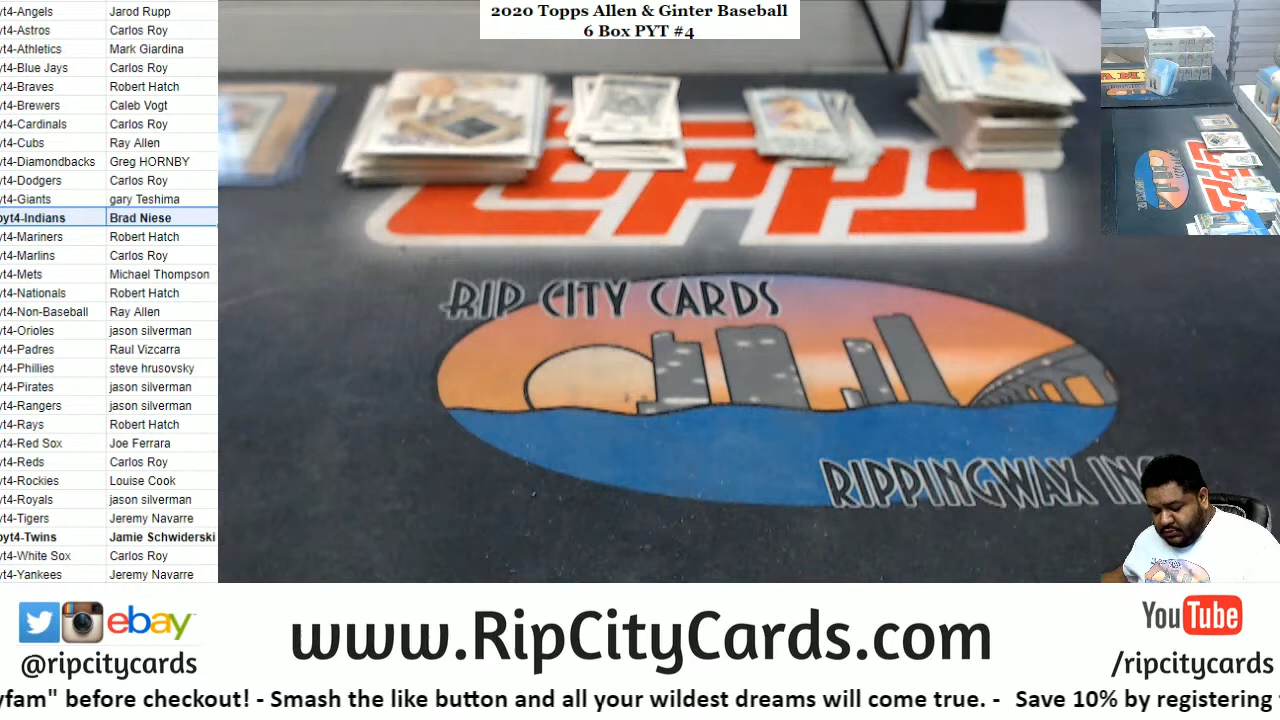 2020 Topps Allen & Ginter Baseball
6 Box PYT #4
yt4-Angels Jarod Rupp
yt4-Astros Carlos Roy
yt4-Athletics Mark Giardina
yt4-Blue Jays Carlos Roy
yt4-Braves Robert Hatch
yt4-Brewers Caleb Vogt
yt4-Cardinals Carlos Roy
yt4-Cubs Ray Allen
yt4-Diamondbacks Greg HORNBY
yt4-Dodgers Carlos Roy
yt4-Giants gary Teshima
pyt4-Indians Brad Niese
yt4-Mariners Robert Hatch
yt4-Marlins Carlos Roy
yt4-Mets Michael Thompson
yt4-Nationals Robert Hatch
yt4-Non-Baseball Ray Allen
yt4-Orioles jason silverman
yt4-Padres Raul Vizcarra
yt4-Phillies steve hrusovsky
yt4-Pirates jason silverman
yt4-Rangers jason silverman
yt4-Rays Robert Hatch
yt4-Red Sox Joe Ferrara
yt4-Reds Carlos Roy
yt4-Rockies Louise Cook
yt4-Royals jason silverman
yt4-Tigers Jeremy Navarre
pyt4-Twins Jamie Schwiderski
yt4-White Sox Carlos Roy
yt4-Yankees Jeremy Navarre
topps
RIP CITY CARDS
RIPPINGWAX IN
ebay
@ripcitycards
www.RipCityCards.com
YouTube
/ripcitycards
yfam" before checkout! - Smash the like button and all your wildest dreams will come true. - Save 10% by registering